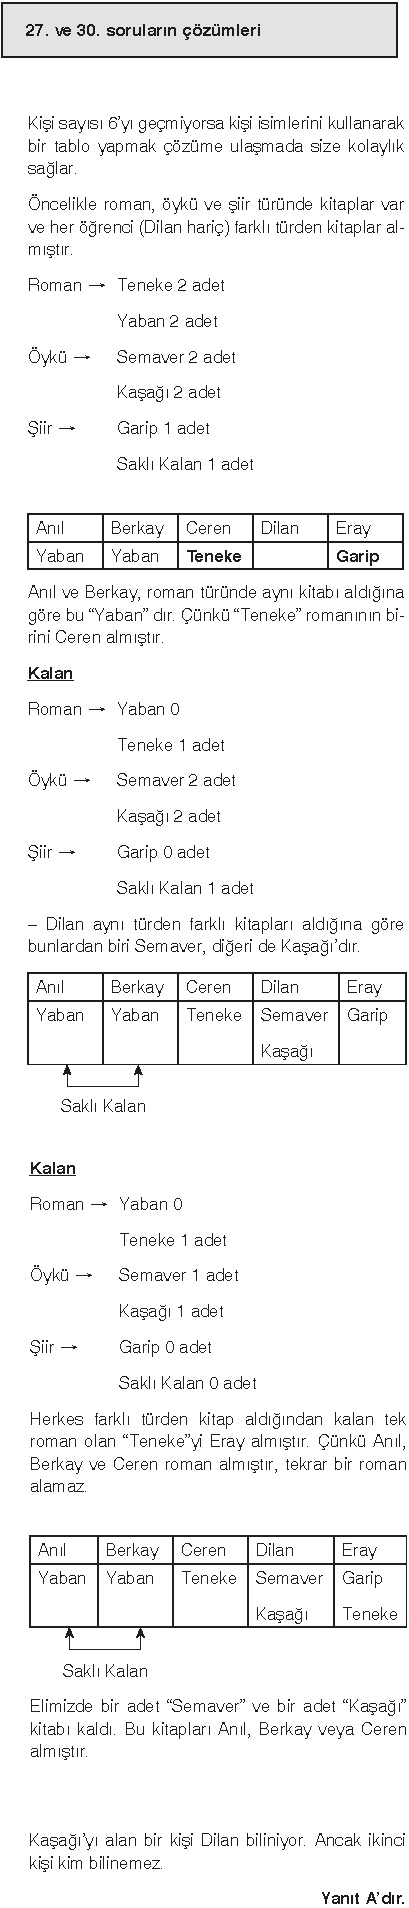 27. ve 30. soruların çözümleri
Kişi sayısı 6’yı geçmiyorsa kişi isimlerini kullanarak
bir tablo yapmak çözüme ulaşmada size kolaylık
sağlar.
Öncelikle roman, öykü ve şiir türünde kitaplar var
ve her öğrenci (Dilan hariç) farklı türden kitaplar al-
mıştır.
Roman → Teneke 2 adet
Yaban 2 adet
Öykü → Semaver 2 adet
Kaşağı 2 adet
Şiir → Garip 1 adet
Saklı Kalan 1 adet
Anıl Berkay Ceren Dilan Eray
Yaban Yaban Teneke Garip
Anıl ve Berkay, roman türünde aynı kitabı aldığına
göre bu “Yaban” dır. Çünkü “Teneke” romanının bi-
rini Ceren almıştır.
Kalan
Roman → Yaban 0
Teneke 1 adet
Öykü → Semaver 2 adet
Kaşağı 2 adet
Şiir → Garip 0 adet
Saklı Kalan 1 adet
– Dilan aynı türden farklı kitapları aldığına göre
bunlardan biri Semaver, diğeri de Kaşağı’dır.
Anıl Berkay Ceren Dilan Eray
Yaban Yaban Teneke Semaver Garip
Kaşağı
Saklı Kalan
Kalan
Roman → Yaban 0
Teneke 1 adet
Öykü → Semaver 1 adet
Kaşağı 1 adet
Şiir → Garip 0 adet
Saklı Kalan 0 adet
Herkes farklı türden kitap aldığından kalan tek
roman olan “Teneke”yi Eray almıştır. Çünkü Anıl,
Berkay ve Ceren roman almıştır, tekrar bir roman
alamaz.
Anıl Berkay Ceren Dilan Eray
Yaban Yaban Teneke Semaver Garip
Kaşağı Teneke
Saklı Kalan
Elimizde bir adet “Semaver” ve bir adet “Kaşağı”
kitabı kaldı. Bu kitapları Anıl, Berkay veya Ceren
almıştır.
Kaşağı’yı alan bir kişi Dilan biliniyor. Ancak ikinci
kişi kim bilinemez.
Yanıt A’dır.